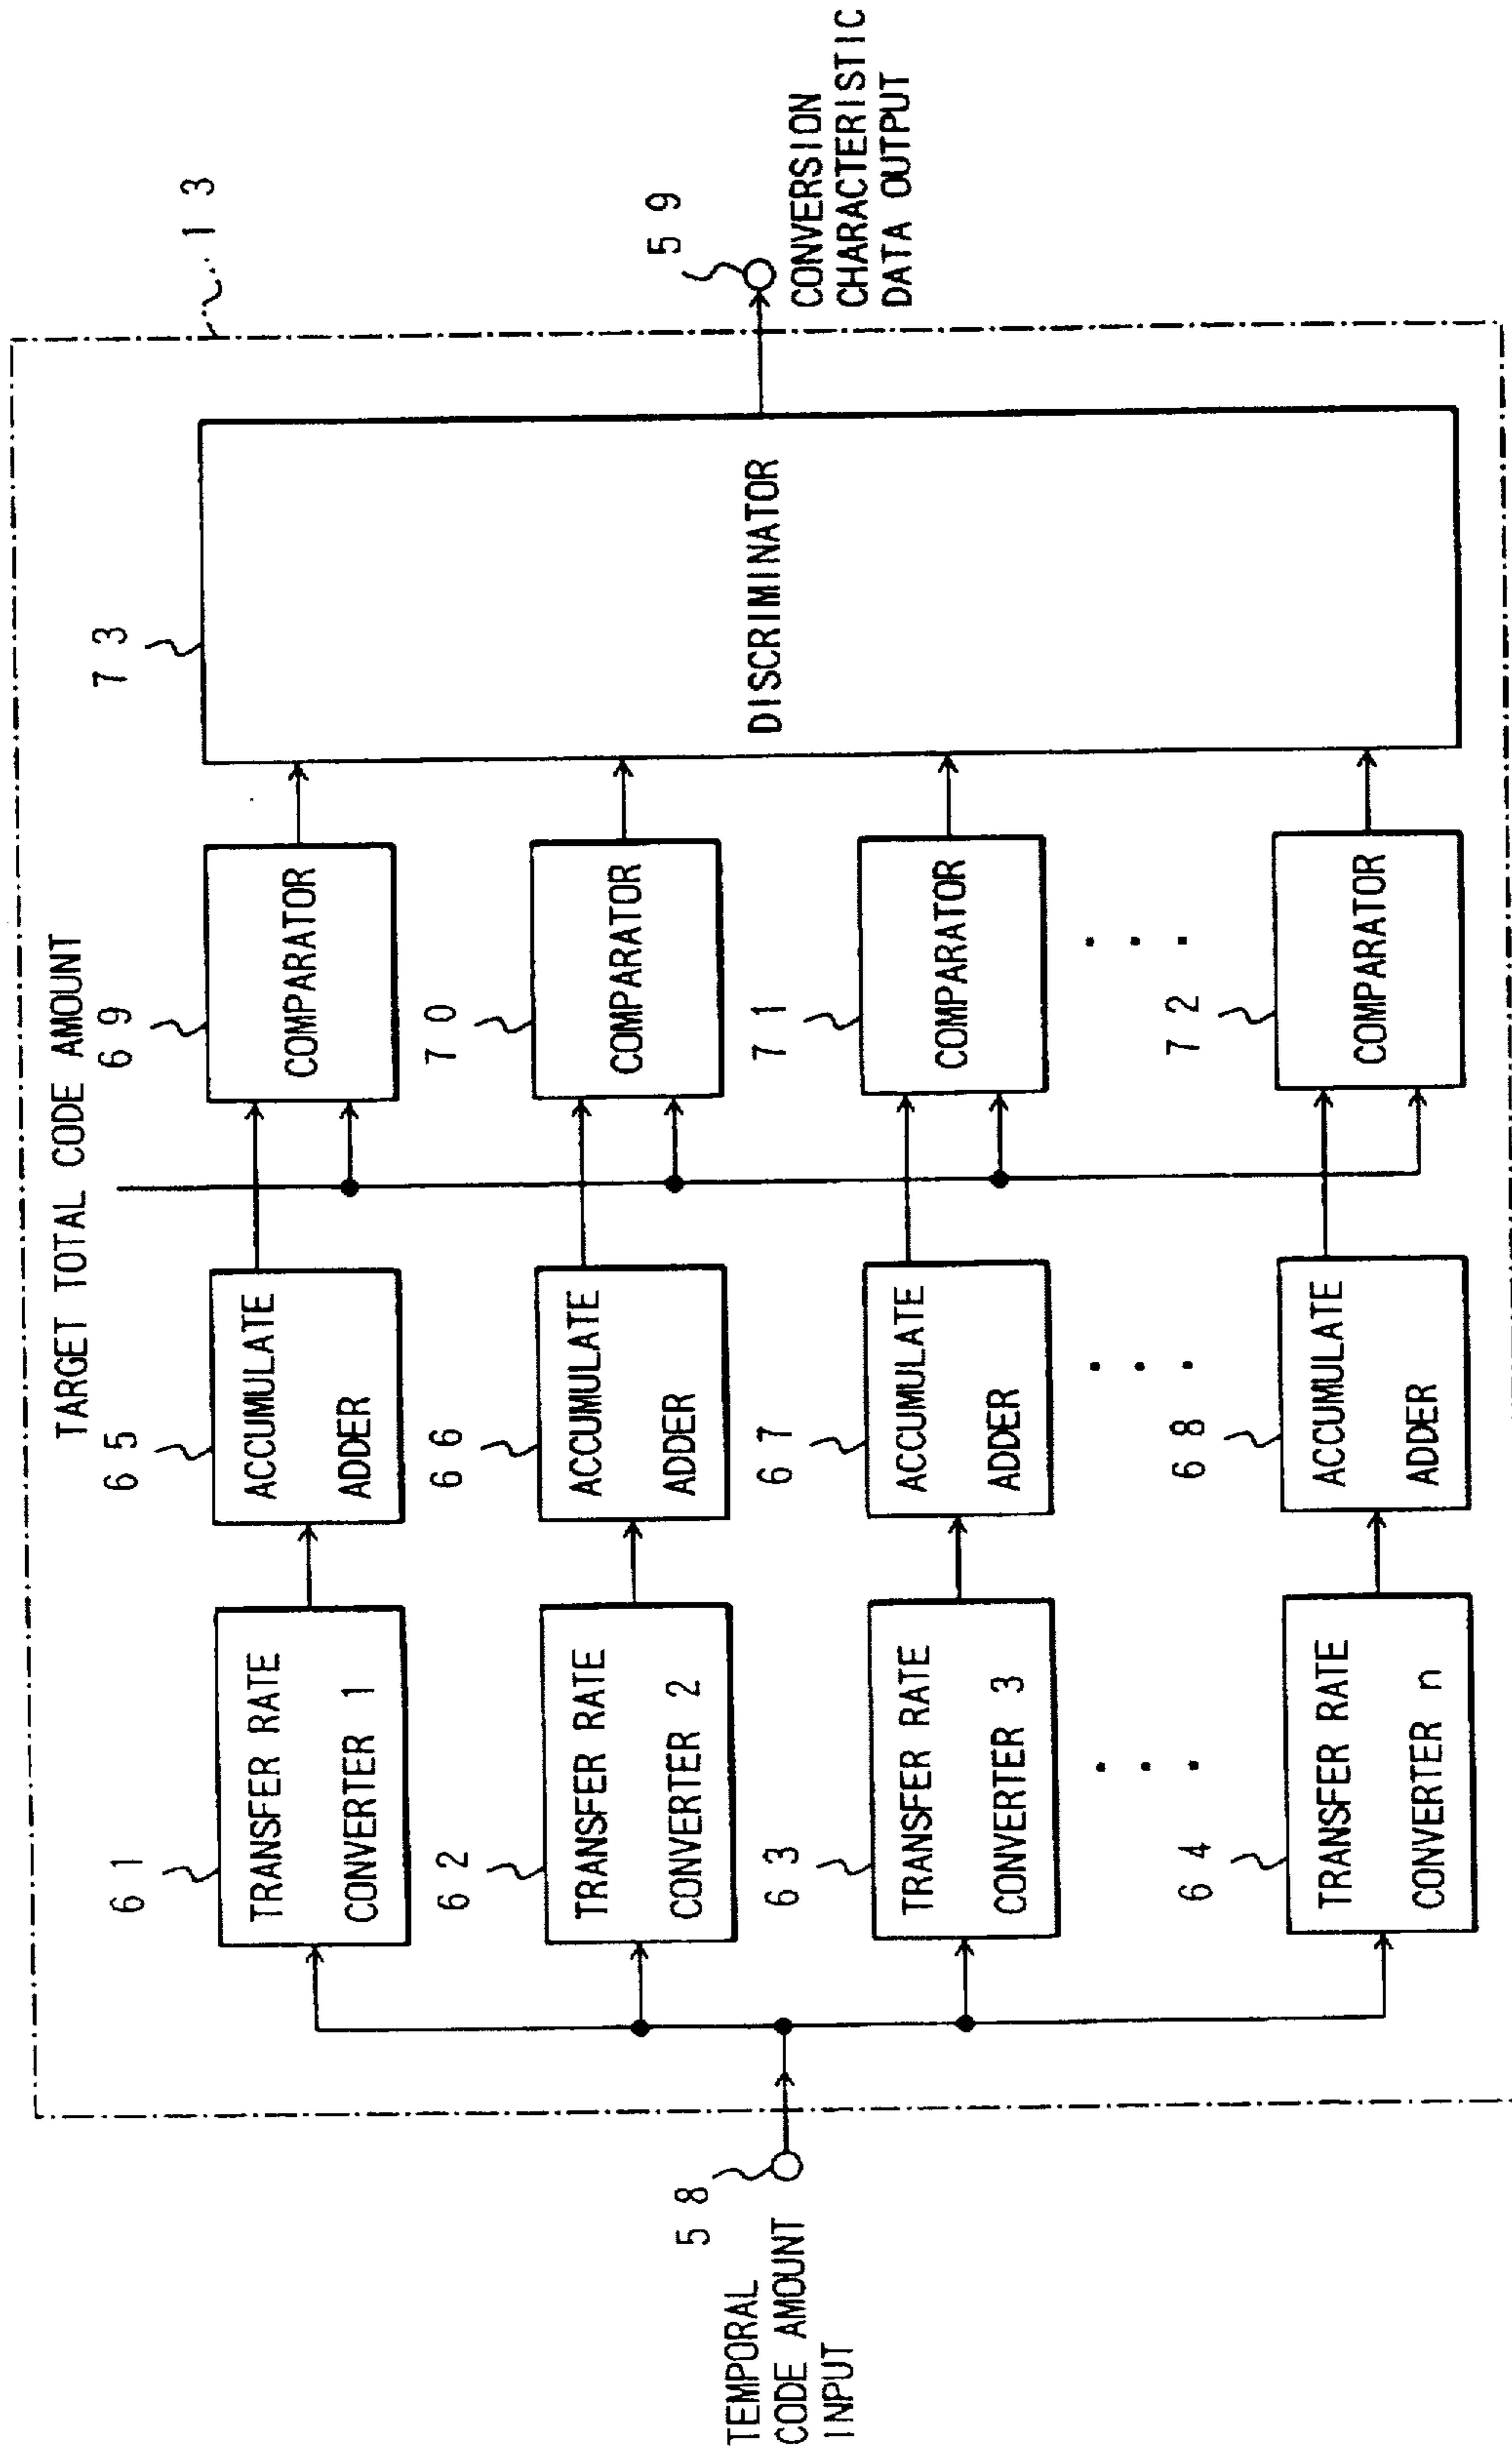 TARGET TOTAL CODE AMOUNT
13
61
TRANSFER RATE
CONVERTER 1
65
ACCUMULATE
ADDER
69
COMPARATOR
73
DISCRIMINATOR
62
TRANSFER RATE
CONVERTER 2
66
ACCUMULATE
ADDER
70
COMPARATOR
59
CONVERSION
CHARACTERISTIC
DATA OUTPUT
58
TEMPORAL
CODE AMOUNT
INPUT
63
TRANSFER RATE
CONVERTER 3
67
ACCUMULATE
ADDER
71
COMPARATOR
. . .
. . .
. . .
64
TRANSFER RATE
CONVERTER n
68
ACCUMULATE
ADDER
72
COMPARATOR